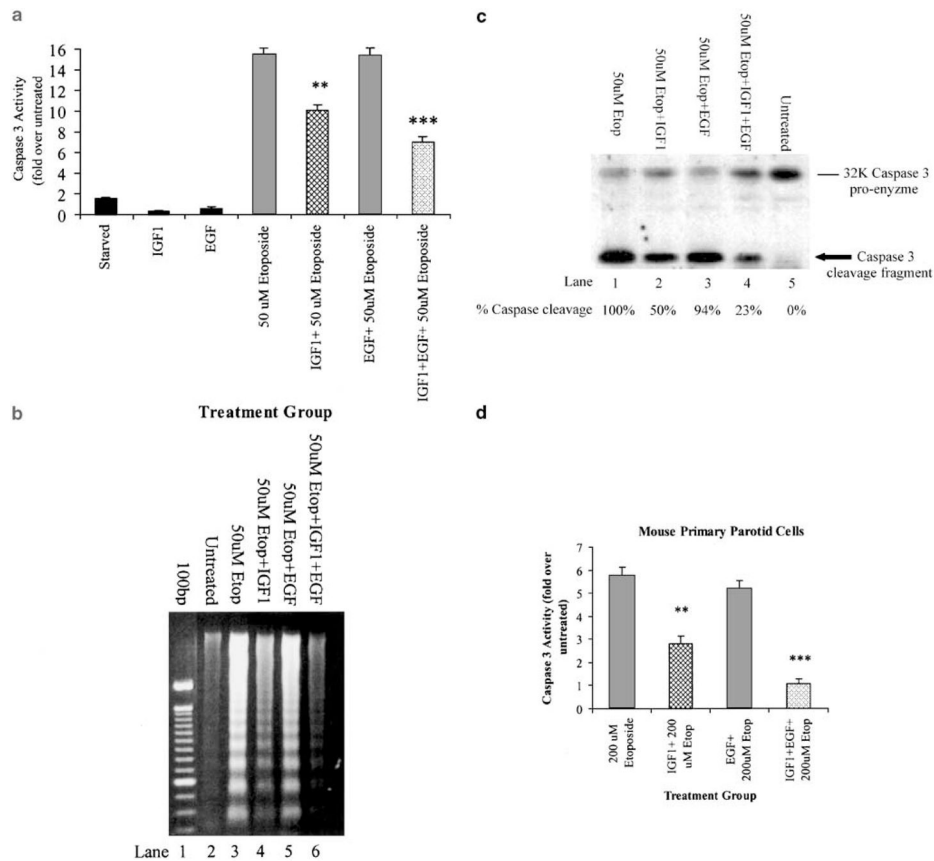 a
Caspase 3 Activity
(fold over untreated)
16
14
12
10
8
6
4
2
0
**
***
Starved
IGF1
EGF
50 uM Etoposide
IGF1+ 50 uM Etoposide
EGF+ 50uM Etoposide
IGF1+EGF+ 50uM Etoposide
Treatment Group
b
100bp
Untreated
50uM Etop
50uM Etop+IGF1
50uM Etop+EGF
50uM Etop+IGF1+EGF
Lane 1 2 3 4 5 6
c
50uM Etop
50uM Etop+IGF1
50uM Etop+EGF
50uM Etop+IGF1+EGF
Untreated
32K Caspase 3
pro-enyzme
Caspase 3
cleavage fragment
Lane 1 2 3 4 5
% Caspase cleavage 100% 50% 94% 23% 0%
d
Mouse Primary Parotid Cells
Caspase 3 Activity (fold over
untreated)
7
6
5
4
3
2
1
0
**
***
200 uM
Etoposide
IGF1+ 200
uM Etop
EGF+
200uM Etop
IGF1+EGF+
200uM Etop
Treatment Group